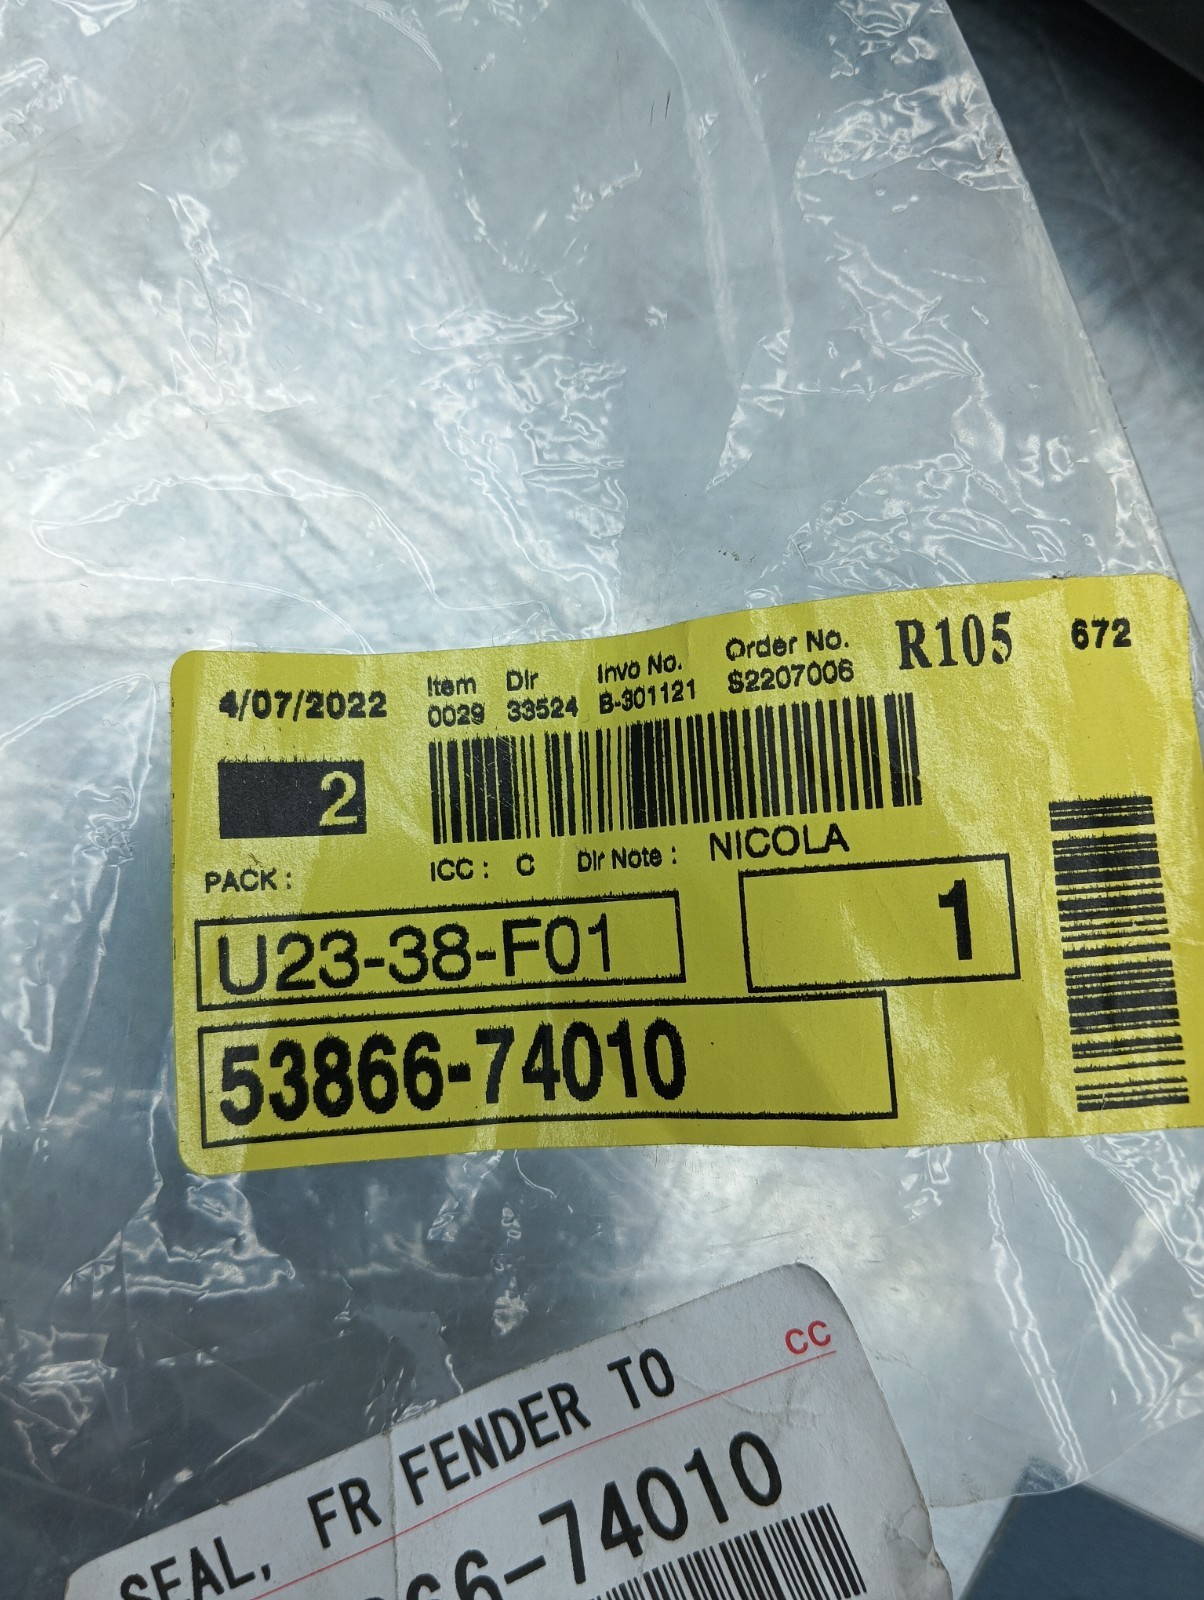 4/07/2022
Item Dlr Invo No. Order No. R105 672
0029 33524 B-301121 S2207006
2
PACK : ICC : C Dlr Note : NICOLA
U23-38-F01 1
53866-74010
CC
SEAL, FR FENDER TO
66-74010